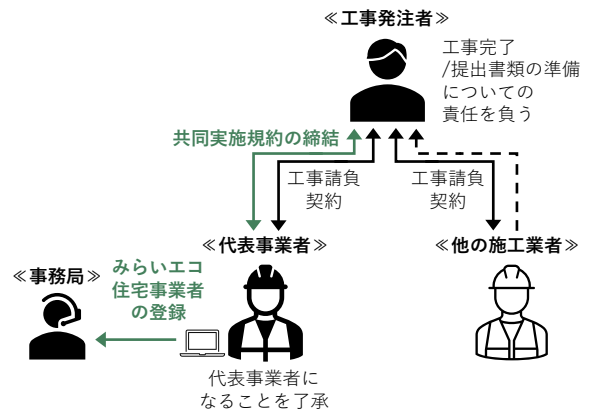 ≪工事発注者≫
工事完了
/提出書類の準備
についての
責任を負う
共同実施規約の締結
工事請負
契約
工事請負
契約
≪代表事業者≫
≪他の施工業者≫
≪事務局≫
みらいエコ
住宅事業者
の登録
代表事業者に
なることを了承